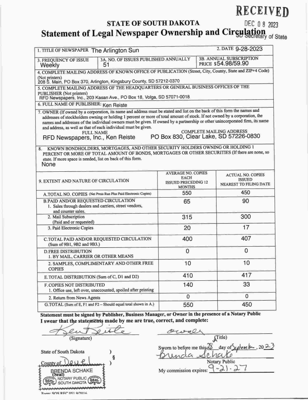 RECEIVED
DEC 08 2023
SD Secretary of State
STATE OF SOUTH DAKOTA
Statement of Legal Newspaper Ownership and Circulation
1. TITLE OF NEWSPAPER The Arlington Sun
2. DATE 9-28-2023
3. FREQUENCY OF ISSUE
Weekly
3A. NO. OF ISSUES PUBLISHED ANNUALLY
51
3B. ANNUAL SUBSCRIPTION
PRICE $54.98/59.90
4. COMPLETE MAILING ADDRESS OF KNOWN OFFICE OF PUBLICATION (Street, City, County, State and ZIP+4 Code)
(Not printers)
208 S. Main, PO Box 370, Arlington, Kingsbury County, SD 57212-0370
5. COMPLETE MAILING ADDRESS OF THE HEADQUARTERS OR GENERAL BUSINESS OFFICES OF THE
PUBLISHER (Not printers)
RFD Newspapers, Inc, 203 Kasan Ave., PO Box 18, Volga, SD 57071-0018
6. FULL NAME OF PUBLISHER: Ken Reiste
7. OWNER (If owned by a corporation, its name and address must be stated and list on the back of this form the names and
addresses of stockholders owning or holding 1 percent or more of total amount of stock. If not owned by a corporation, the
names and addresses of the individual owners must be given. If owned by a partnership or other unincorporated firm, its name
and address, as well as that of each individual must be given.
FULL NAME
COMPLETE MAILING ADDRESS
RFD Newspapers, Inc., Ken Reiste
PO Box 830, Clear Lake, SD 57226-0830
8. KNOWN BONDHOLDERS, MORTGAGES, AND OTHER SECURITY HOLDERS OWNING OR HOLDING 1
PERCENT OR MORE OF TOTAL AMOUNT OF BONDS, MORTGAGES OR OTHER SECURITIES (If there are none, so
state. If more space is needed, list on back of this form.
None
9. EXTENT AND NATURE OF CIRCULATION
AVERAGE NO. COPIES
EACH
ISSUES PRECEDING 12
MONTHS
ACTUAL NO. COPIES
ISSUED
NEAREST TO FILING DATE
A. TOTAL NO. COPIES (Net Press Run Plus Paid Electronic Copies)
550
450
B. PAID AND/OR REQUESTED CIRCULATION
1. Sales through dealers and carriers, street vendors,
and counter sales.
65
90
2. Mail Subscription
(Paid and or requested)
315
300
3. Paid Electronic Copies
20
17
C. TOTAL PAID AND/OR REQUESTED CIRCULATION
(Sum of 9B1, 9B2 and 9B3.)
400
407
D. FREE DISTRIBUTION
1. BY MAIL, CARRIER OR OTHER MEANS
0
0
2. SAMPLES, COMPLIMENTARY AND OTHER FREE
COPIES
10
10
E. TOTAL DISTRIBUTION (Sum of C, D1 and D2)
410
417
F. COPIES NOT DISTRIBUTED
1. Office use, left over, unaccounted, spoiled after printing
140
33
2. Return from News Agents
0
0
G. TOTAL (Sum of E, F1 and F2 – Should equal total shown in A.)
550
450
Statement must be signed by Publisher, Business Manager, or Owner in the presence of a Notary Public
I swear that the statements made by me are true, correct, and complete:
Ken Reiste
owner
(Signature)
(Title)
State of South Dakota
Sworn to before me this 28 day of September, 2023
County of Deuel
Brenda Schake
Notary Public
BRENDA SCHAKE
NOTARY PUBLIC
SOUTH DAKOTA
My commission expires: 9-21-27